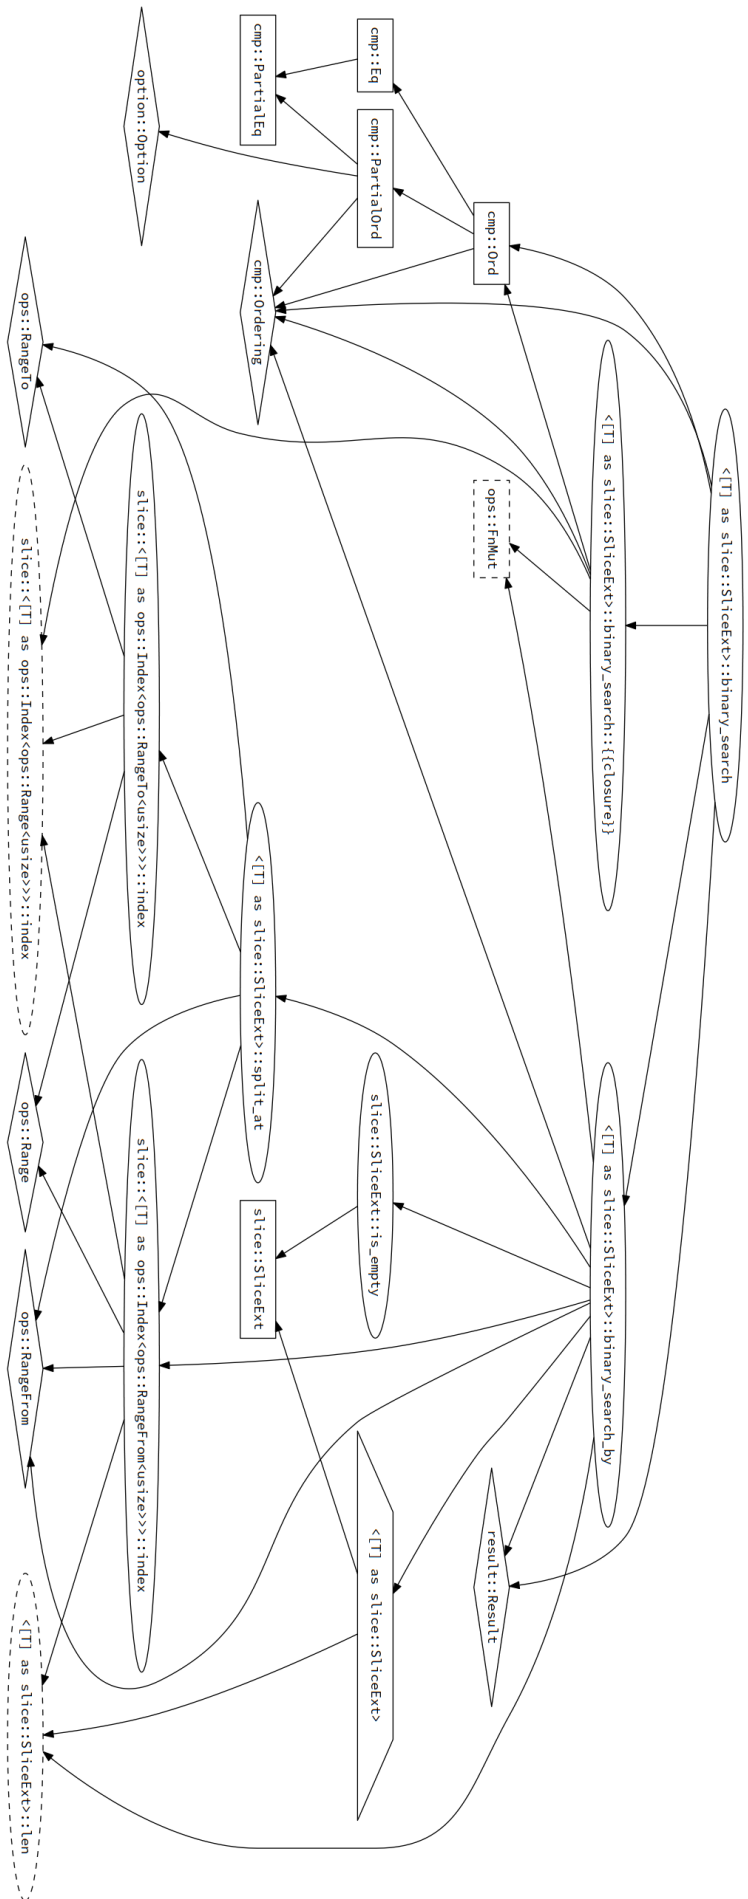 <[T] as slice::SliceExt>::binary_search
<[T] as slice::SliceExt>::binary_search::{{closure}}
<[T] as slice::SliceExt>::binary_search_by
cmp::Ord
ops::FnMut
result::Result
cmp::Eq
cmp::PartialOrd
slice::SliceExt::is_empty
<[T] as slice::SliceExt>
cmp::PartialEq
cmp::Ordering
<[T] as slice::SliceExt>::split_at
slice::SliceExt
option::Option
slice::<[T] as ops::Index<ops::RangeTo<usize>>>::index
slice::<[T] as ops::Index<ops::RangeFrom<usize>>>::index
ops::RangeTo
slice::<[T] as ops::Index<ops::Range<usize>>>::index
ops::Range
ops::RangeFrom
<[T] as slice::SliceExt>::len